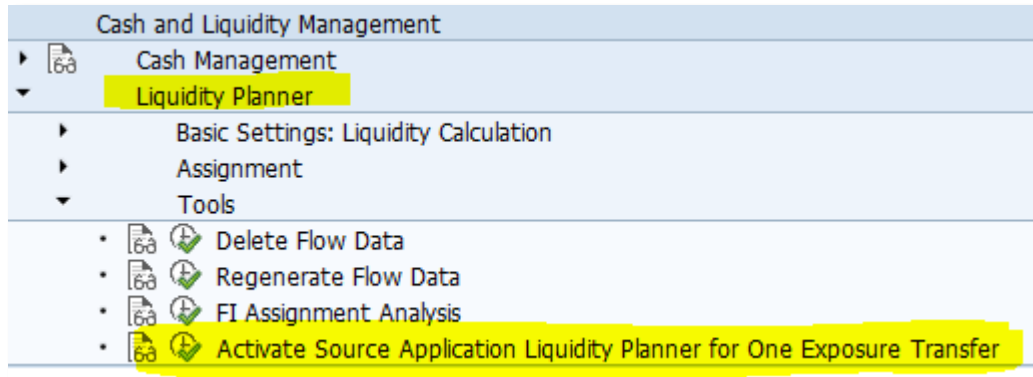 Cash and Liquidity Management
Cash Management
Liquidity Planner
Basic Settings: Liquidity Calculation
Assignment
Tools
Delete Flow Data
Regenerate Flow Data
FI Assignment Analysis
Activate Source Application Liquidity Planner for One Exposure Transfer